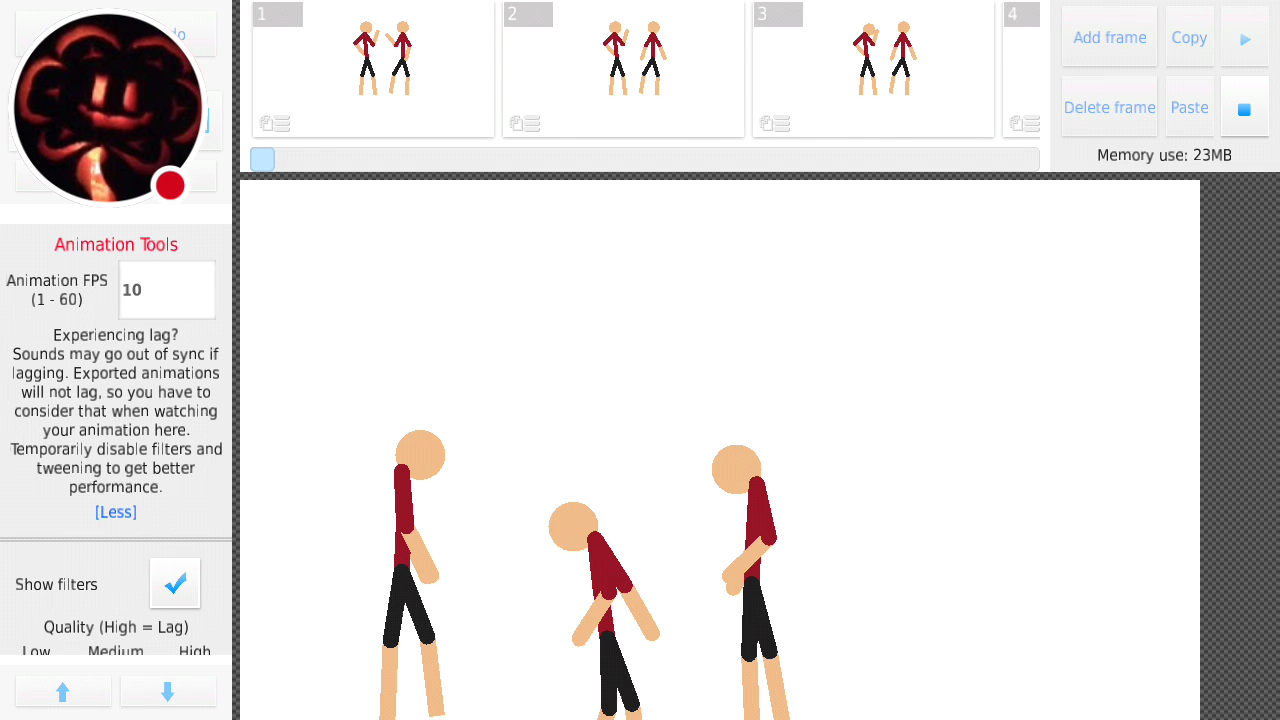 do
1
2
3
4
Add frame
Copy
Delete frame
Paste
Memory use: 23MB
Animation Tools
Animation FPS
(1 - 60)
10
Experiencing lag?
Sounds may go out of sync if
lagging. Exported animations
will not lag, so you have to
consider that when watching
your animation here.
Temporarily disable filters and
tweening to get better
performance.
[Less]
Show filters
Quality (High = Lag)
Low
Medium
High